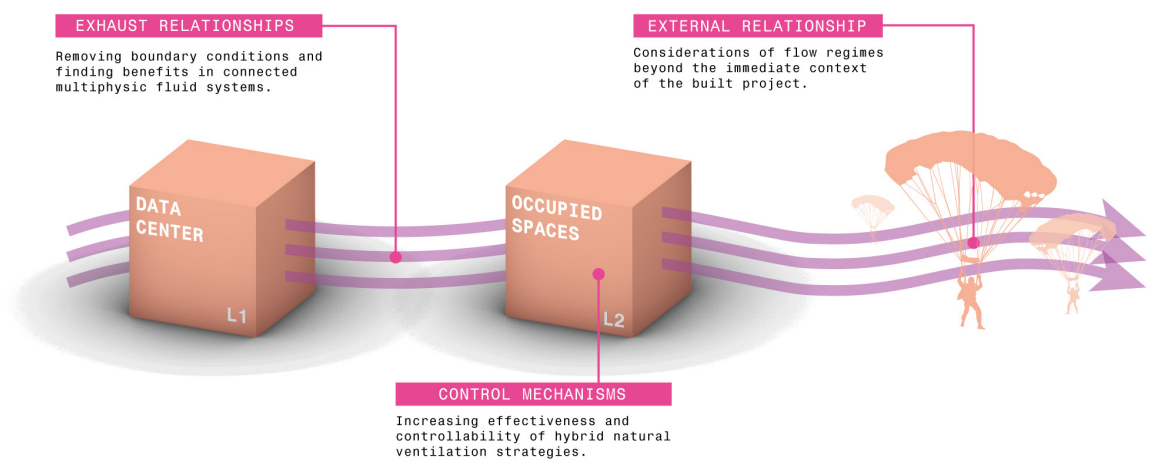 EXHAUST RELATIONSHIPS
Removing boundary conditions and
finding benefits in connected
multiphysic fluid systems.
EXTERNAL RELATIONSHIP
Considerations of flow regimes
beyond the immediate context
of the built project.
DATA
CENTER
L1
OCCUPIED
SPACES
L2
CONTROL MECHANISMS
Increasing effectiveness and
controllability of hybrid natural
ventilation strategies.